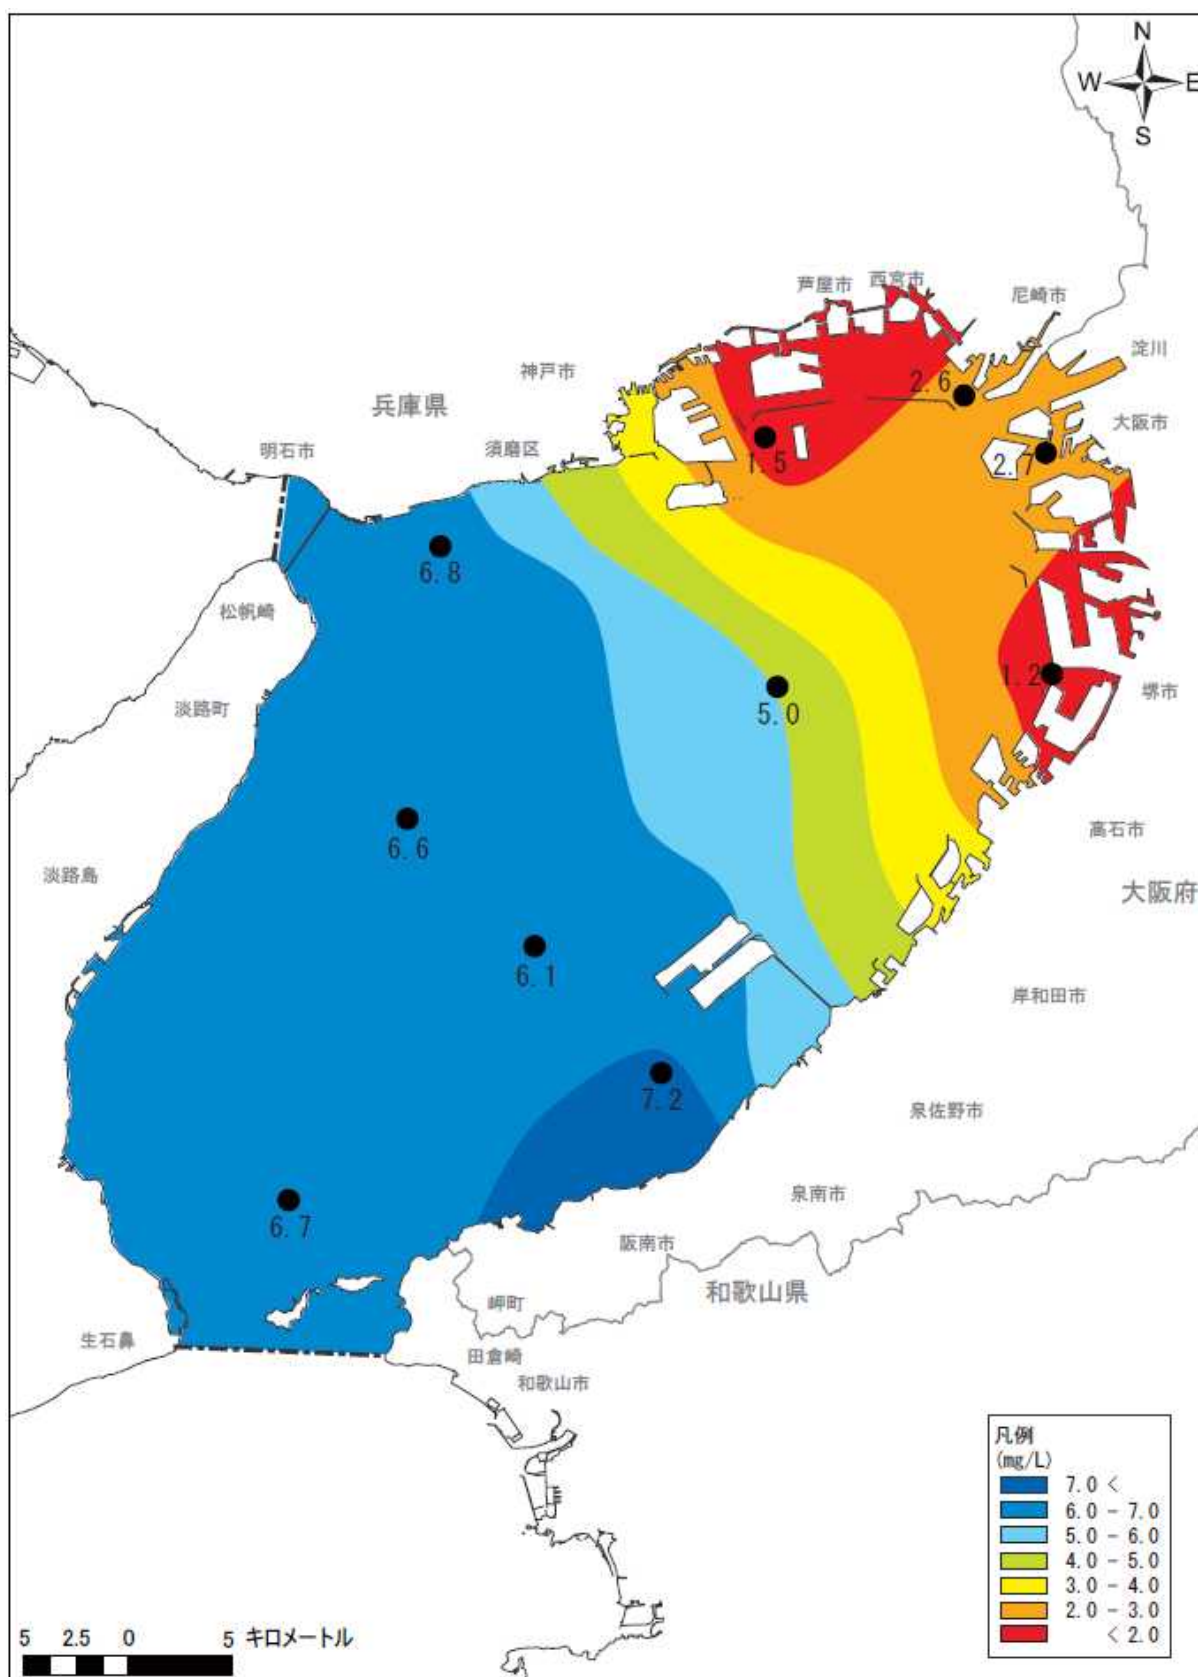 N
W E
S
芦屋市
西宮市
尼崎市
淀川
神戸市
兵庫県
2.6
大阪市
明石市
須磨区
1.5
2.7
6.8
松帆崎
1.2
堺市
淡路町
5.0
6.6
高石市
淡路島
大阪府
6.1
岸和田市
7.2
泉佐野市
6.7
泉南市
阪南市
和歌山県
岬町
生石鼻
田倉崎
和歌山市
凡例
(mg/L)
7.0 <
6.0 - 7.0
5.0 - 6.0
4.0 - 5.0
3.0 - 4.0
2.0 - 3.0
< 2.0
5 2.5 0 5 キロメートル